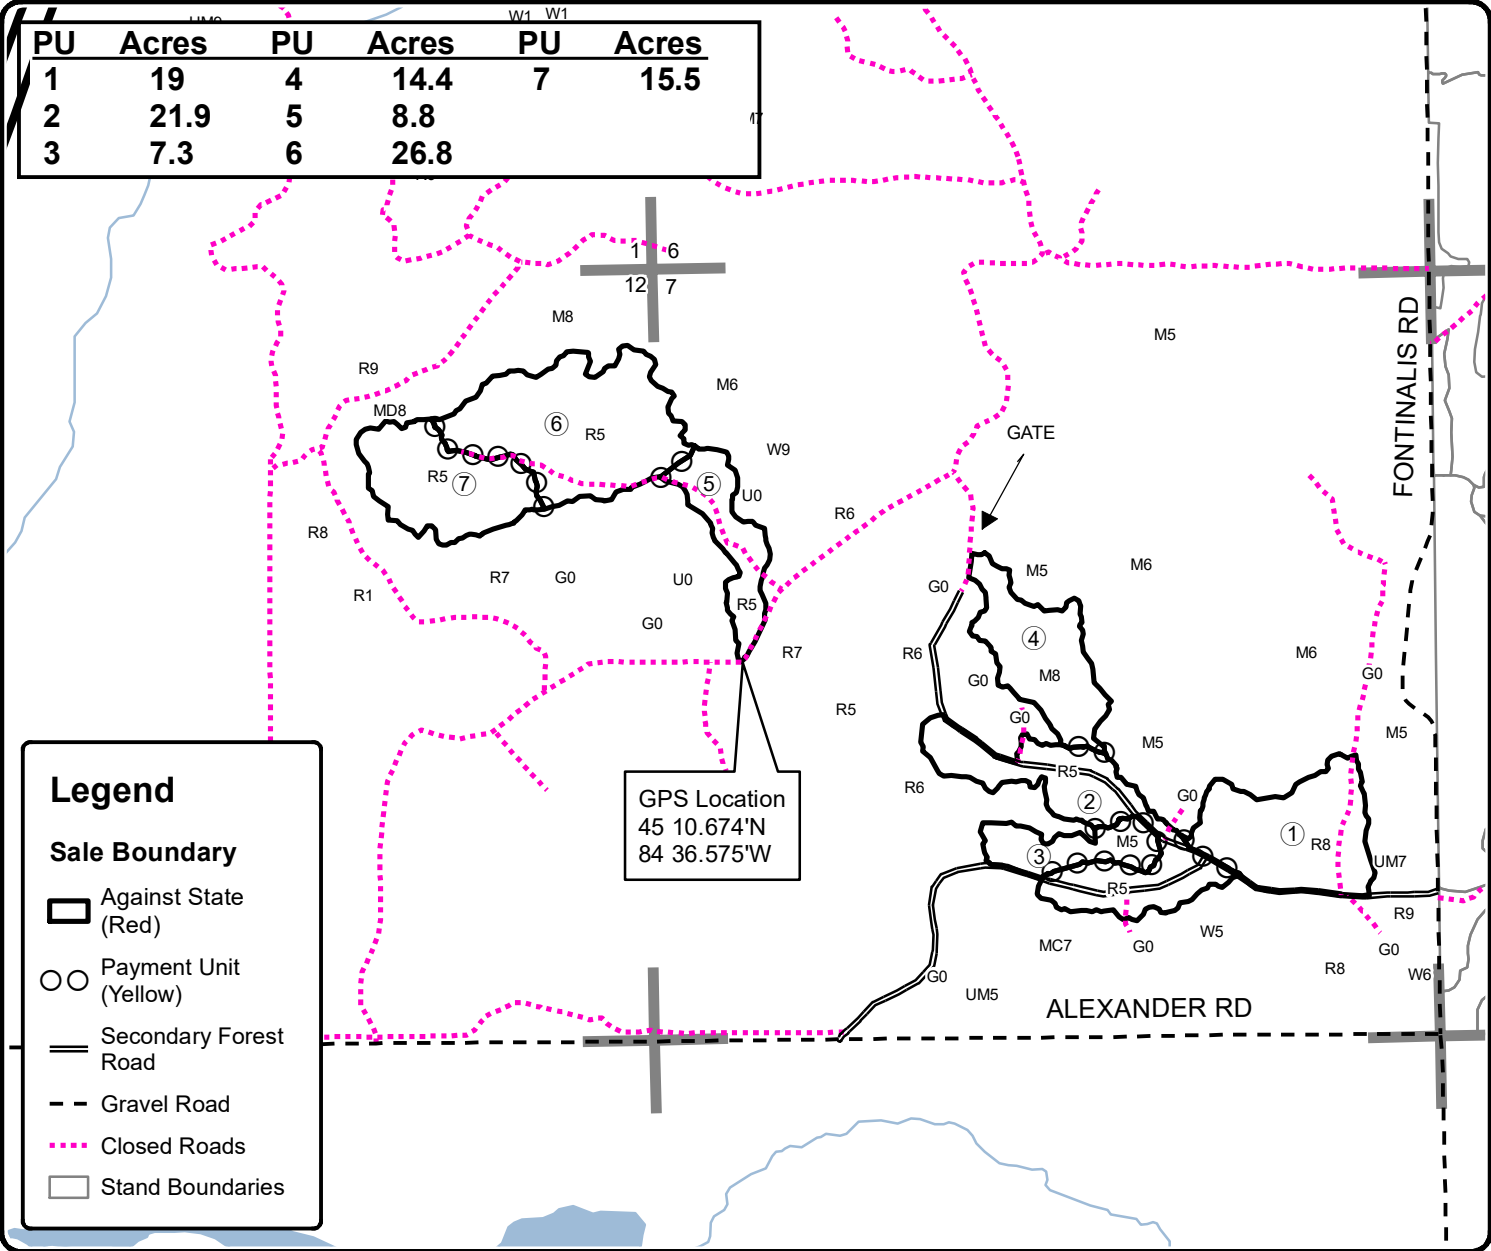 W1 W1
PU Acres PU Acres PU Acres
1 19 4 14.4 7 15.5
2 21.9 5 8.8
3 7.3 6 26.8
1 6
12 7
M8
M5
R9
M6
MD8
6
R5
GATE
FONTINALIS RD
W9
R5
7
5
U0
R6
R8
R7
G0
U0
M5
M6
G0
R1
R5
G0
4
R7
R6
M6
G0
M8
G0
R5
G0
M5
M5
R5
R6
2
G0
GPS Location
45 10.674'N
84 36.575'W
M5
1
R8
3
UM7
R5
R9
W5
MC7
G0
G0
R8
W6
G0
UM5
ALEXANDER RD
Legend
Sale Boundary
Against State
(Red)
Payment Unit
(Yellow)
Secondary Forest
Road
Gravel Road
Closed Roads
Stand Boundaries